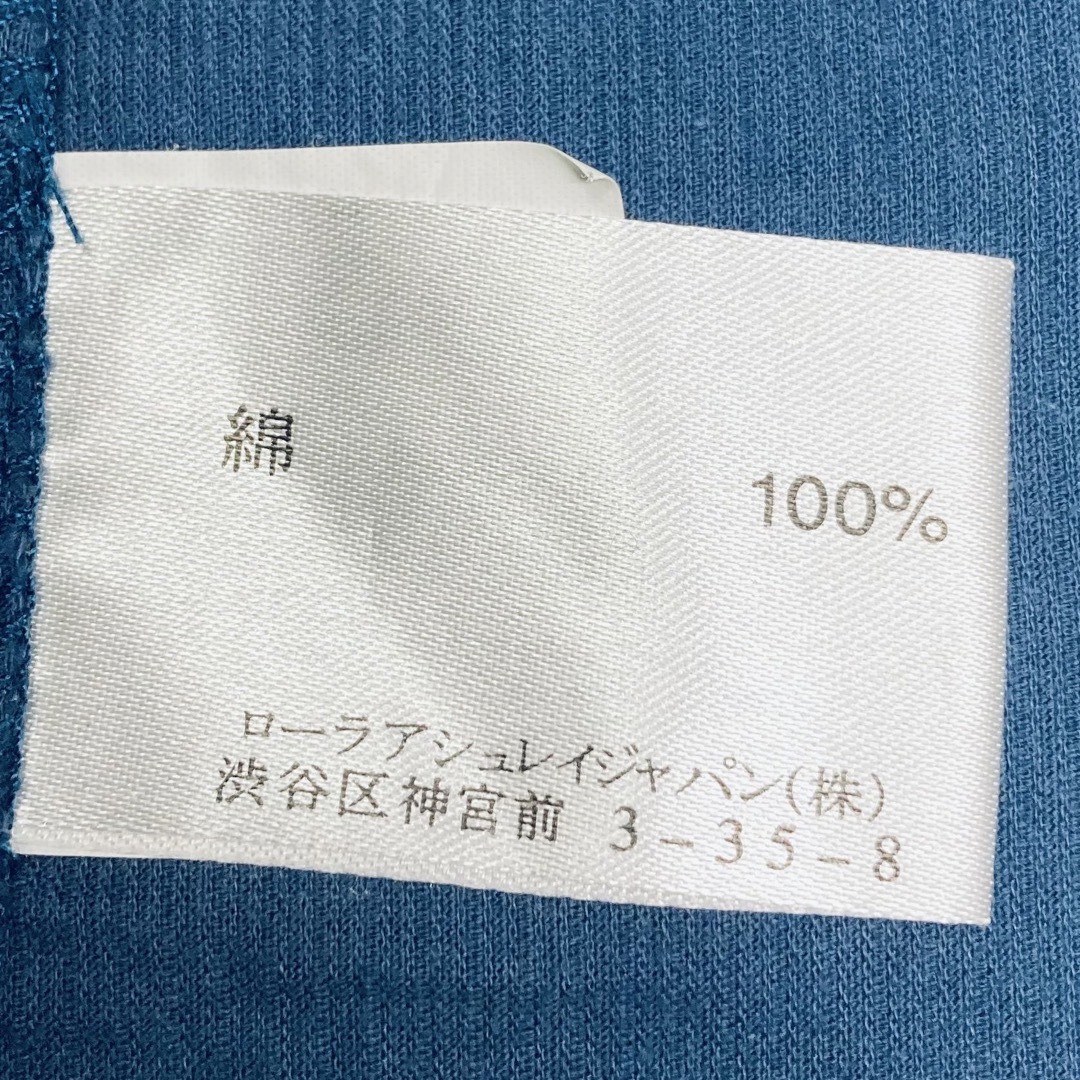 綿 100%
ローラアシュレイジャパン(株)
渋谷区神宮前 3-35-8